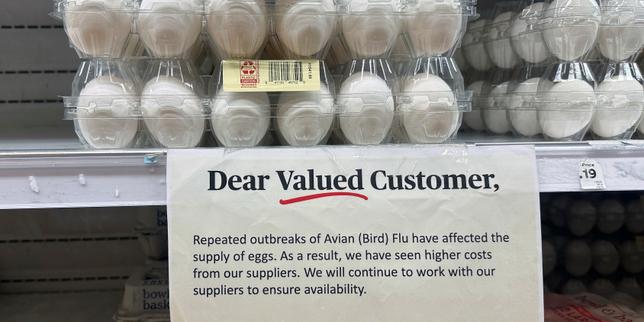 Dear Valued Customer,
Repeated outbreaks of Avian (Bird) Flu have affected the
supply of eggs. As a result, we have seen higher costs
from our suppliers. We will continue to work with our
suppliers to ensure availability.
.19